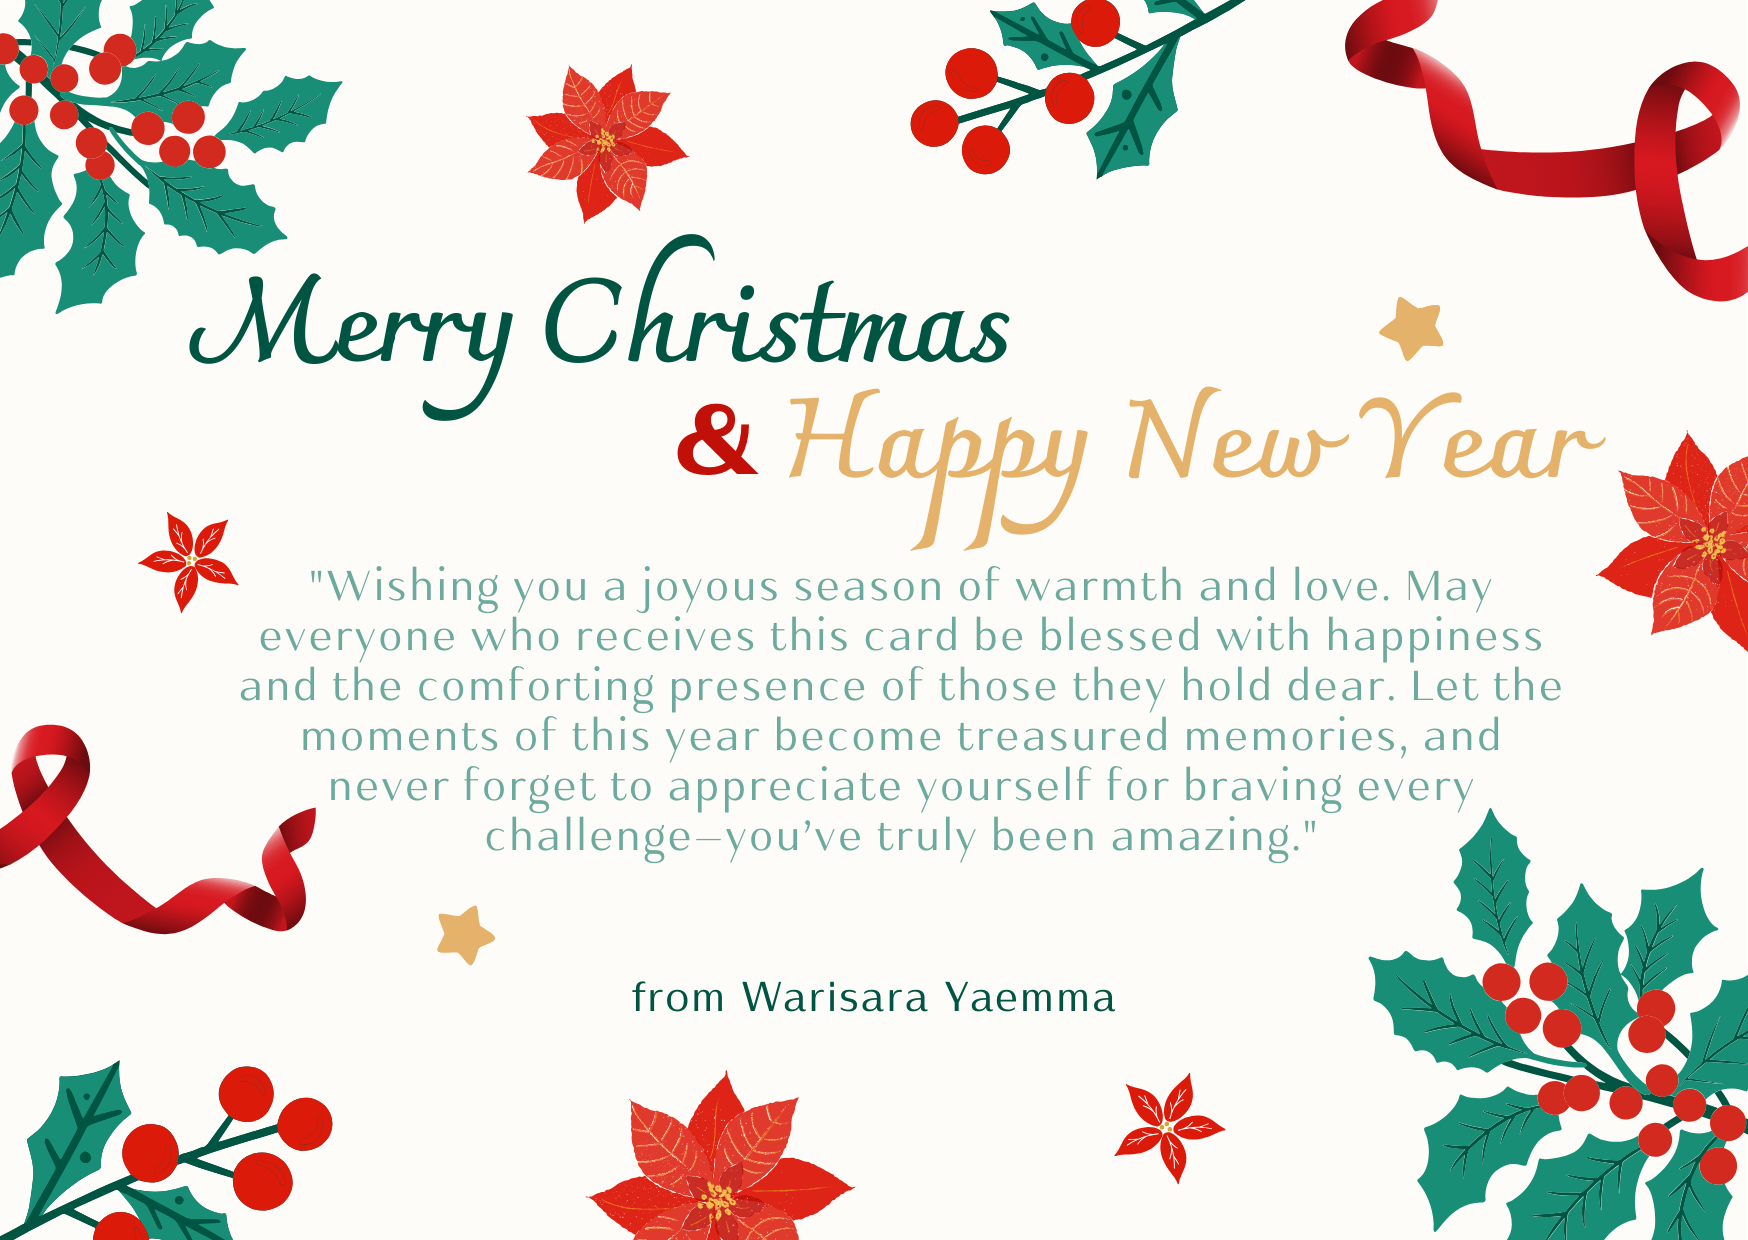 Merry Christmas
& Happy New Year
"Wishing you a joyous season of warmth and love. May
everyone who receives this card be blessed with happiness
and the comforting presence of those they hold dear. Let the
moments of this year become treasured memories, and
never forget to appreciate yourself for braving every
challenge—you’ve truly been amazing."
from Warisara Yaemma